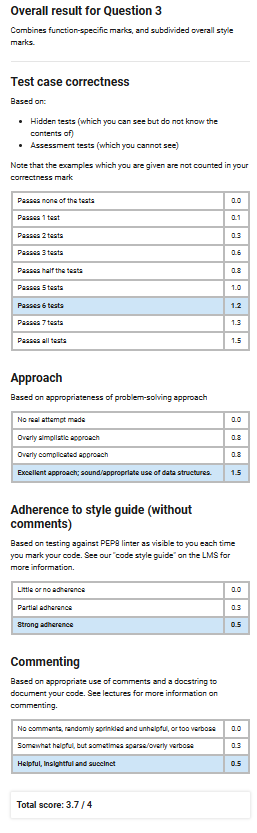 Overall result for Question 3
Combines function-specific marks, and subdivided overall style
marks.
Test case correctness
Based on:
• Hidden tests (which you can see but do not know the
contents of)
• Assessment tests (which you cannot see)
Note that the examples which you are given are not counted in your
correctness mark
Passes none of the tests 0.0
Passes 1 test 0.1
Passes 2 tests 0.3
Passes 3 tests 0.6
Passes half the tests 0.8
Passes 5 tests 1.0
Passes 6 tests 1.2
Passes 7 tests 1.3
Passes all tests 1.5
Approach
Based on appropriateness of problem-solving approach
No real attempt made 0.0
Overly simplistic approach 0.8
Overly complicated approach 0.8
Excellent approach; sound/appropriate use of data structures. 1.5
Adherence to style guide (without
comments)
Based on testing against PEP8 linter as visible to you each time
you mark your code. See our "code style guide" on the LMS for
more information.
Little or no adherence 0.0
Partial adherence 0.3
Strong adherence 0.5
Commenting
Based on appropriate use of comments and a docstring to
document your code. See lectures for more information on
commenting.
No comments, randomly sprinkled and unhelpful, or too verbose 0.0
Somewhat helpful, but sometimes sparse/overly verbose 0.3
Helpful, insightful and succinct 0.5
Total score: 3.7 / 4